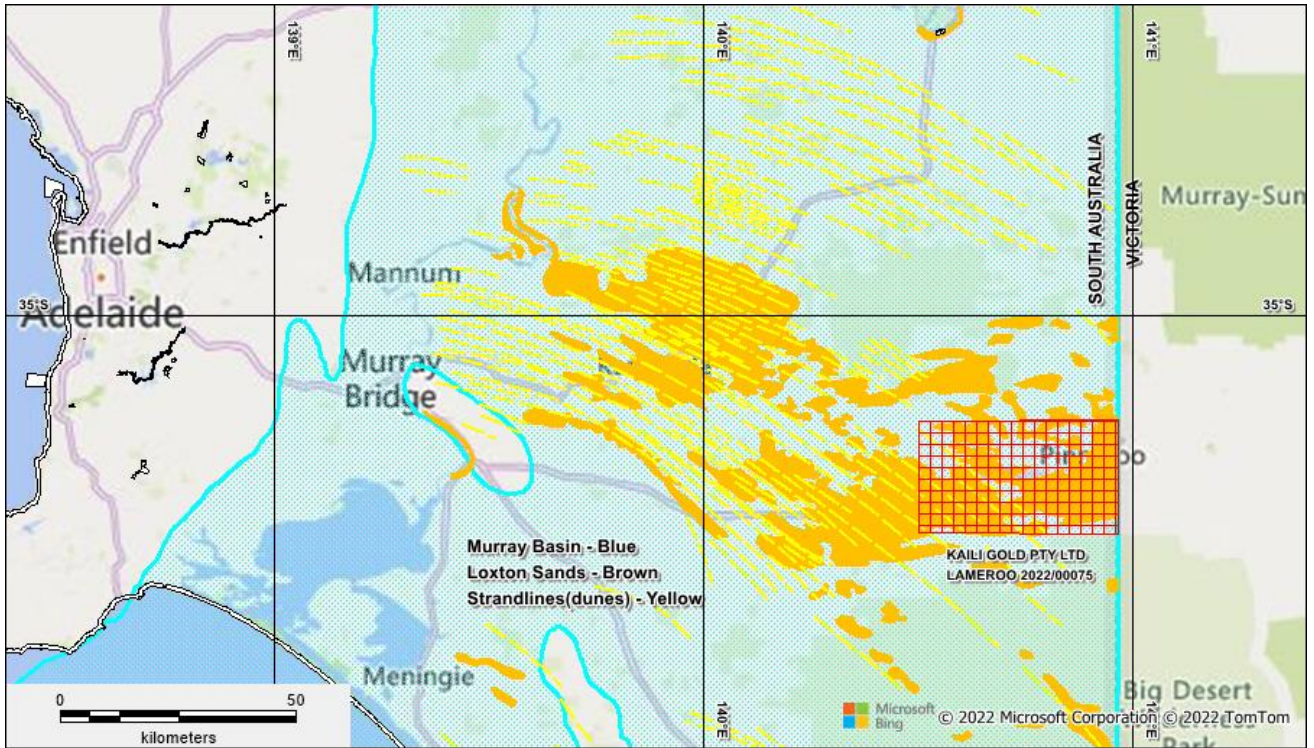 139°E
140°E
141°E
SOUTH AUSTRALIA
VICTORIA
Murray-Sun
Enfield
Mannum
35°S
35°S
Adelaide
Murray
Bridge
KAILI GOLD PTY LTD
LAMEROO 2022/00075
Murray Basin - Blue
Loxton Sands - Brown
Strandlines(dunes) - Yellow
Meningie
0 50
kilometers
140°E
Microsoft
Bing
© 2022 Microsoft Corporation © 2022 TomTom
Big Desert
Park